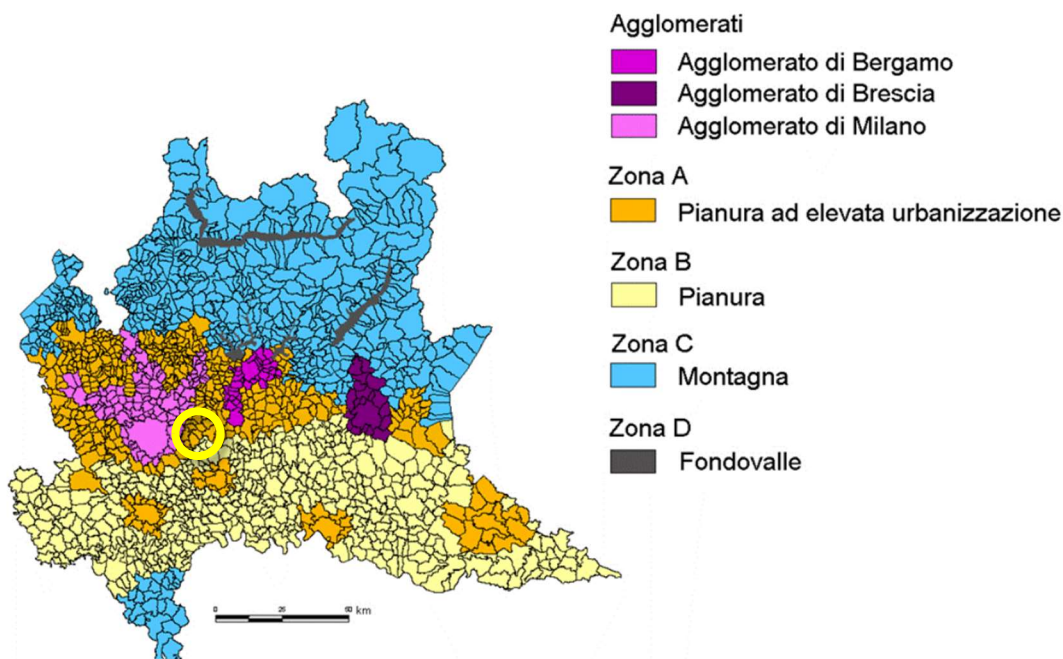 Agglomerati
Agglomerato di Bergamo
Agglomerato di Brescia
Agglomerato di Milano
Zona A
Pianura ad elevata urbanizzazione
Zona B
Pianura
Zona C
Montagna
Zona D
Fondovalle
0 25 50 km